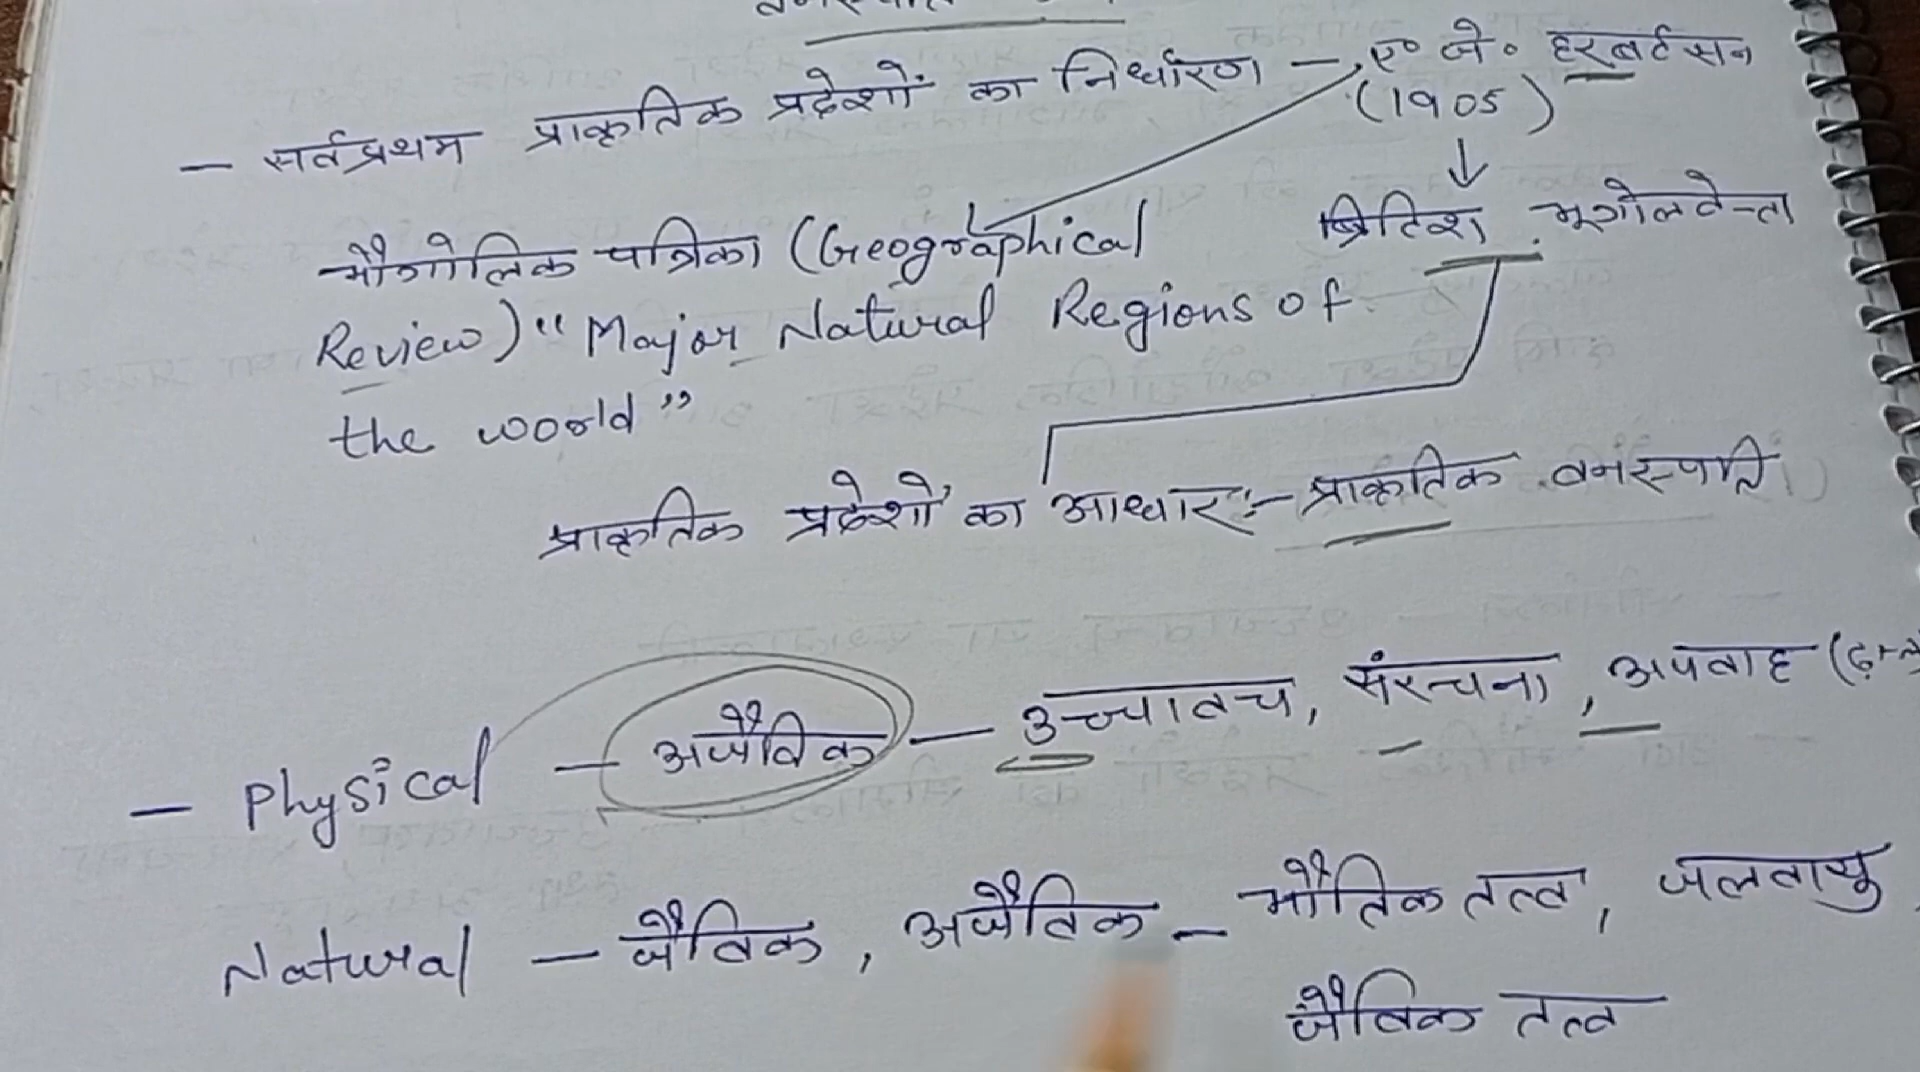 — सर्वप्रथम प्राकृतिक प्रदेशों का निर्धारण — ए० जे० हरबर्टसन
(1905)
↓
ब्रिटिश भूगोलवेत्ता
भौगोलिक पत्रिका (Geographical
Review) "Major Natural Regions of
the world"
प्राकृतिक प्रदेशों का आधार :- प्राकृतिक वनस्पति
— Physical — अजैविक — उच्चावच, संरचना, अपवाह
Natural — जैविक, अजैविक — भौतिक तत्व, जलवायु,
जैविक तत्व